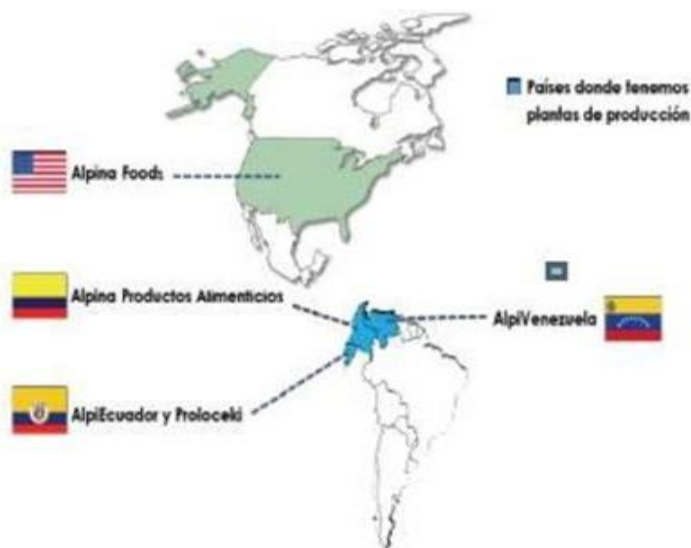 Países donde tenemos
plantas de producción
Alpina Foods
Alpina Productos Alimenticios
AlpiVenezuela
AlpiEcuador y Proloceki